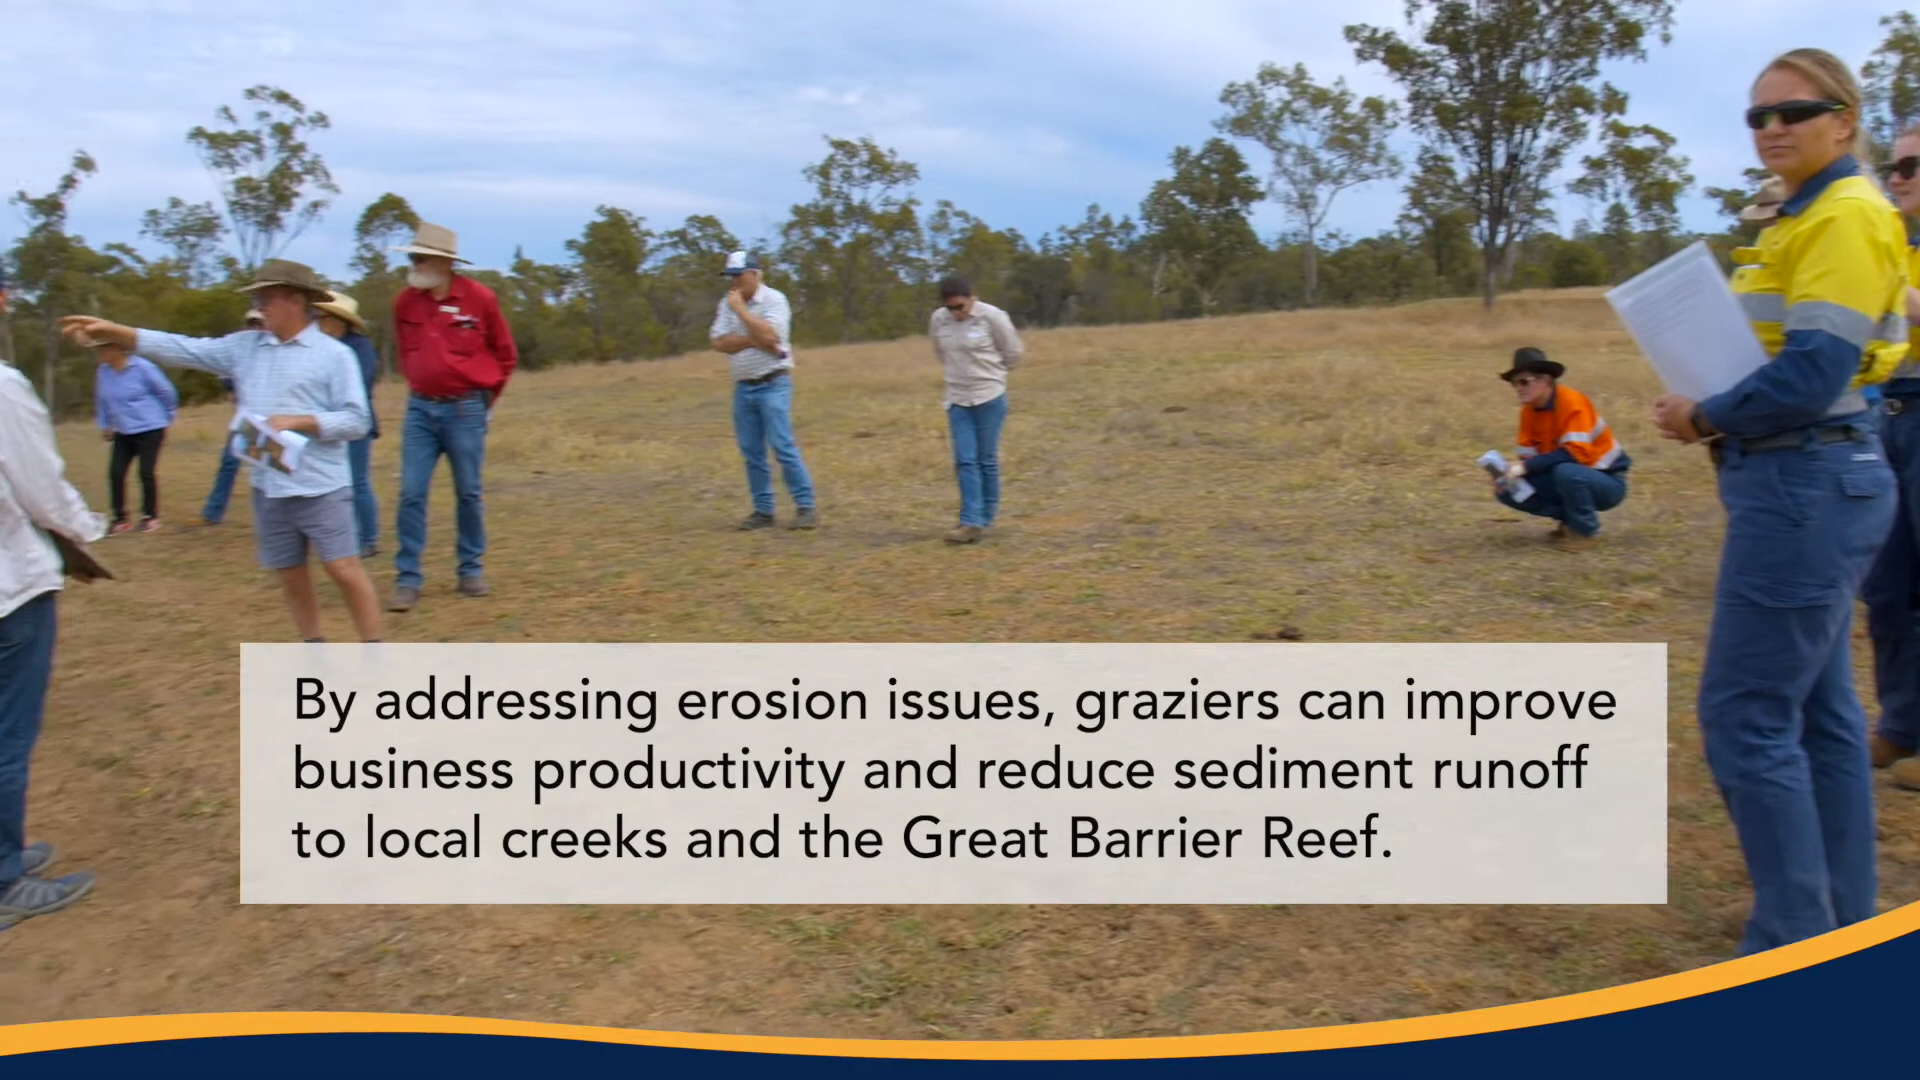 By addressing erosion issues, graziers can improve
business productivity and reduce sediment runoff
to local creeks and the Great Barrier Reef.